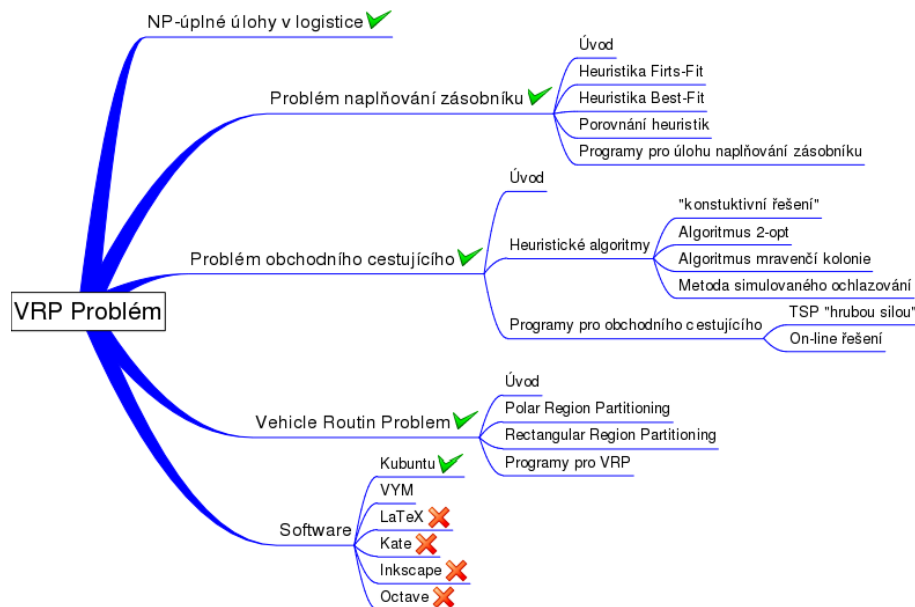 VRP Problém
NP-úplné úlohy v logistice
Problém naplňování zásobníku
Úvod
Heuristika Firts-Fit
Heuristika Best-Fit
Porovnání heuristik
Programy pro úlohu naplňování zásobníku
Problém obchodního cestujícího
Úvod
Heuristické algoritmy
"konstuktivní řešení"
Algoritmus 2-opt
Algoritmus mravenčí kolonie
Metoda simulovaného ochlazování
Programy pro obchodního cestujícího
TSP "hrubou silou"
On-line řešení
Vehicle Routin Problem
Úvod
Polar Region Partitioning
Rectangular Region Partitioning
Programy pro VRP
Software
Kubuntu
VYM
LaTeX
Kate
Inkscape
Octave